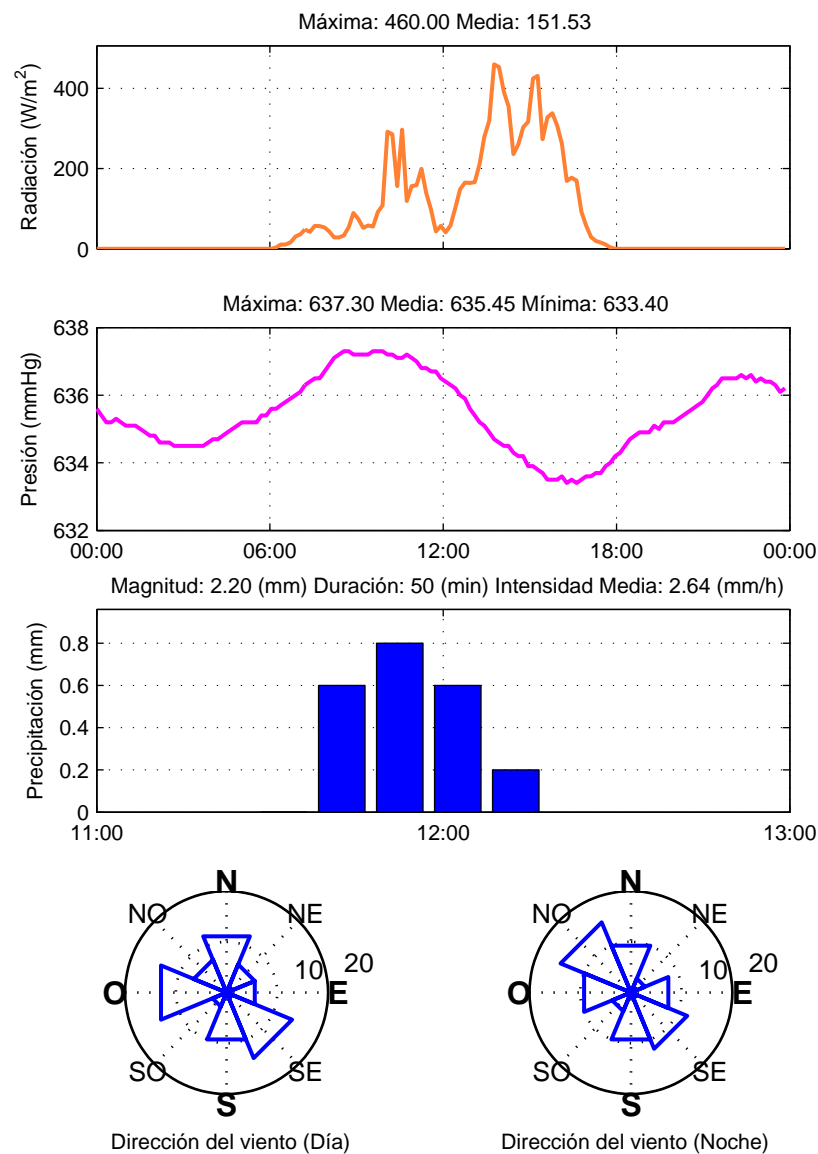 Máxima: 460.00 Media: 151.53
Radiación (W/m²)
400
200
0
Máxima: 637.30 Media: 635.45 Mínima: 633.40
Presión (mmHg)
638
636
634
632
00:00 06:00 12:00 18:00 00:00
Magnitud: 2.20 (mm) Duración: 50 (min) Intensidad Media: 2.64 (mm/h)
Precipitación (mm)
0.8
0.6
0.4
0.2
0
11:00 12:00 13:00
N
NO NE
10 20
O E
SO SE
S
Dirección del viento (Día)
N
NO NE
10 20
O E
SO SE
S
Dirección del viento (Noche)